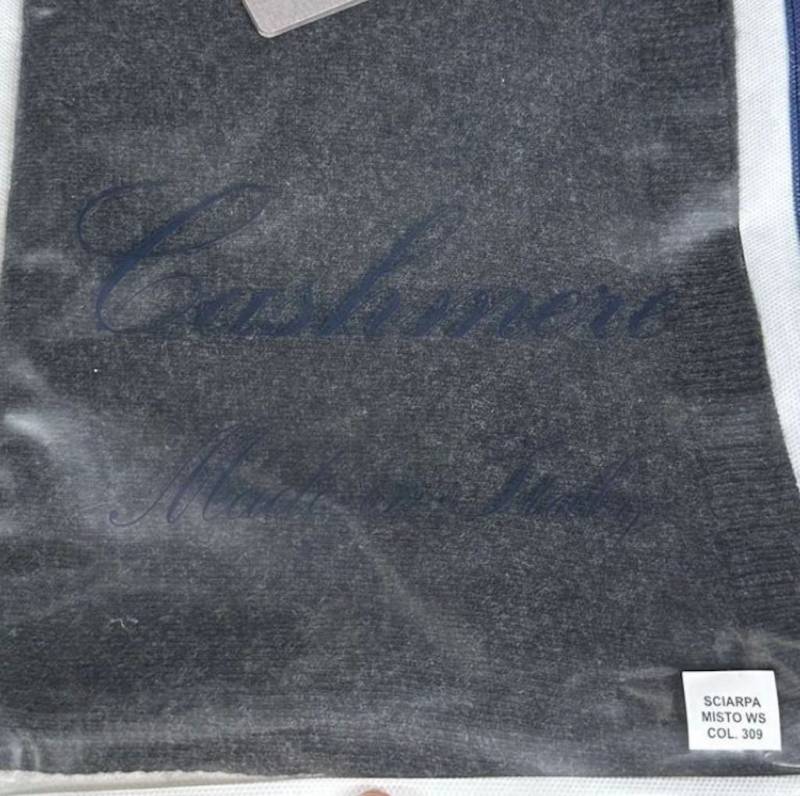 Cashmere
Made in Italy
SCIARPA
MISTO WS
COL. 309